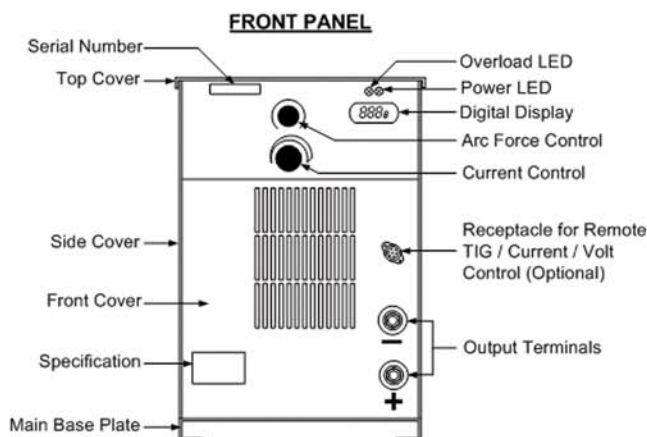 FRONT PANEL
Serial Number
Top Cover
Overload LED
Power LED
888
Digital Display
Arc Force Control
Current Control
Side Cover
Receptacle for Remote
TIG / Current / Volt
Control (Optional)
Front Cover
−
Output Terminals
Specification
+
Main Base Plate